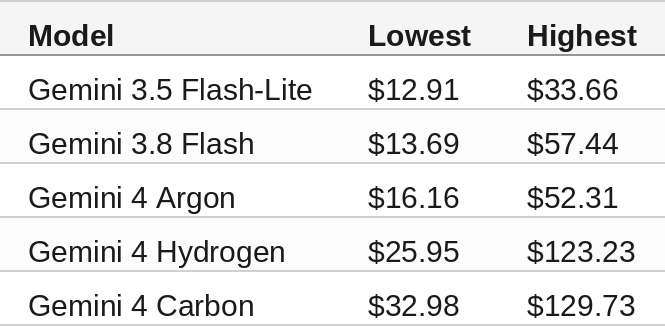 Model Lowest Highest
Gemini 3.5 Flash-Lite $12.91 $33.66
Gemini 3.8 Flash $13.69 $57.44
Gemini 4 Argon $16.16 $52.31
Gemini 4 Hydrogen $25.95 $123.23
Gemini 4 Carbon $32.98 $129.73